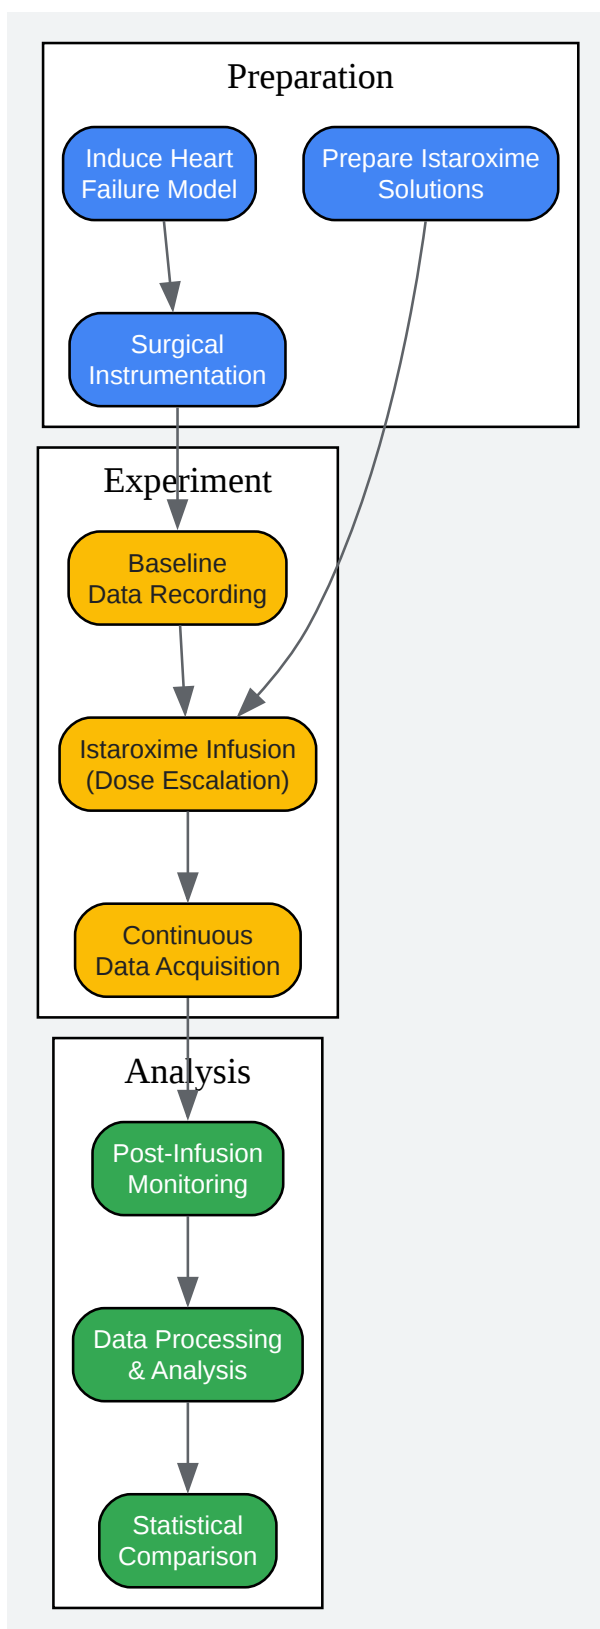 Preparation
Induce Heart
Failure Model
Prepare Istaroxime
Solutions
Surgical
Instrumentation
Experiment
Baseline
Data Recording
Istaroxime Infusion
(Dose Escalation)
Continuous
Data Acquisition
Analysis
Post-Infusion
Monitoring
Data Processing
& Analysis
Statistical
Comparison